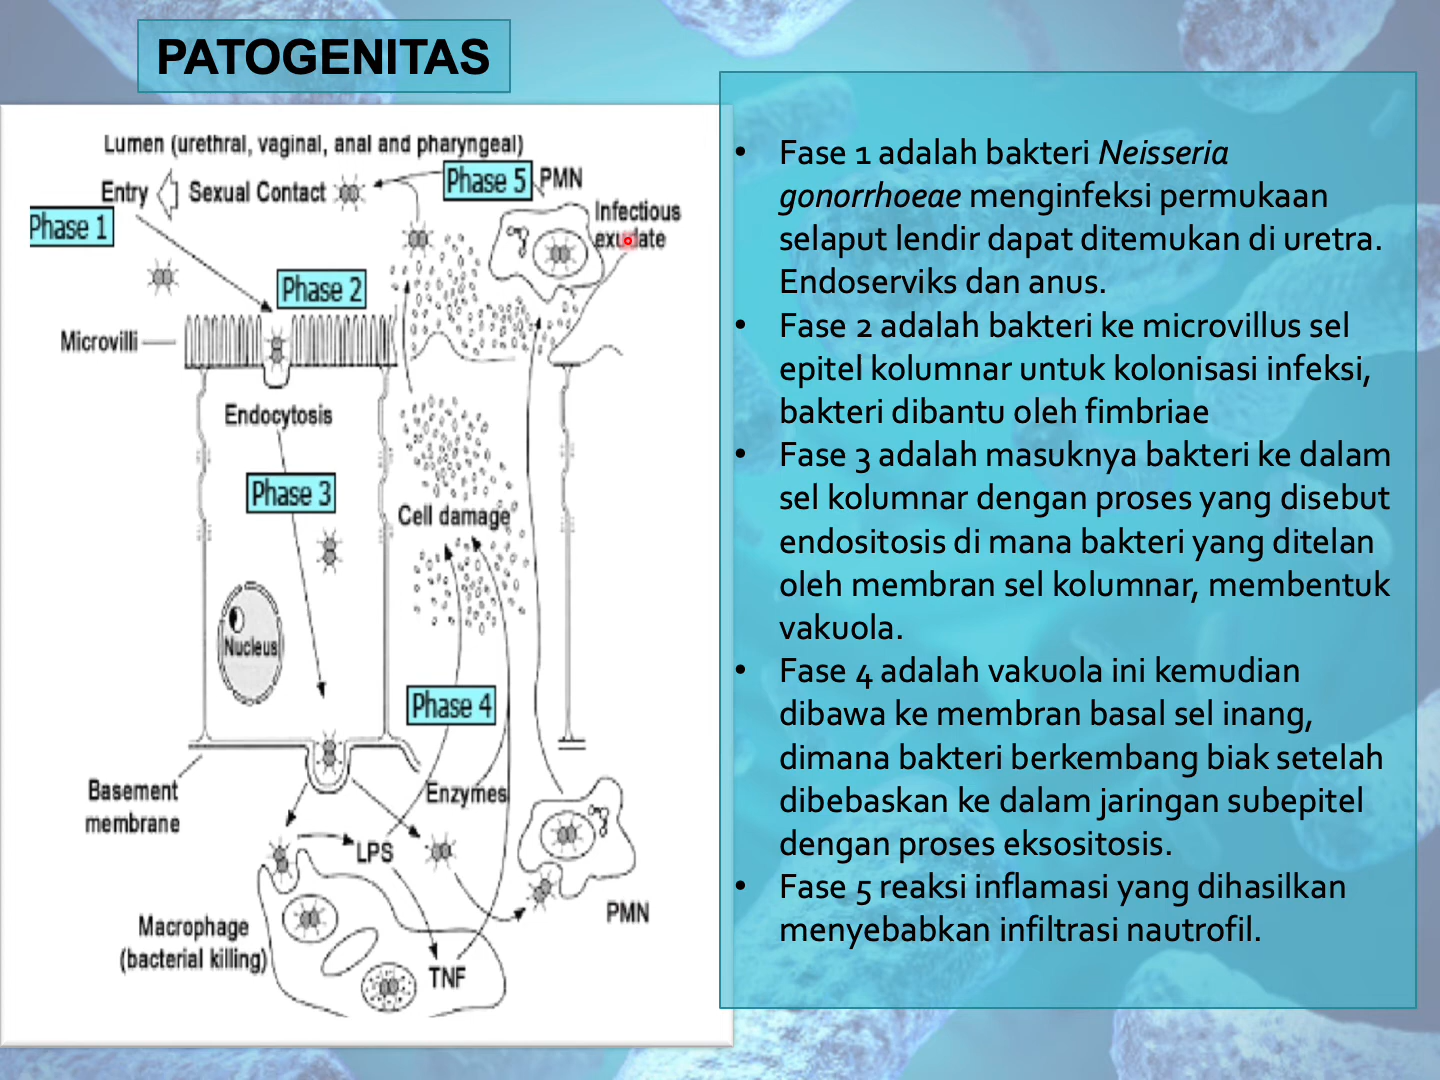 PATOGENITAS
Lumen (urethral, vaginal, anal and pharyngeal)
Entry
Sexual Contact
Phase 5
PMN
Phase 1
Infectious
exudate
Phase 2
Microvilli
Endocytosis
Phase 3
Cell damage
Nucleus
Phase 4
Basement
membrane
Enzymes
LPS
PMN
Macrophage
(bacterial killing)
TNF
• Fase 1 adalah bakteri Neisseria
gonorrhoeae menginfeksi permukaan
selaput lendir dapat ditemukan di uretra.
Endoserviks dan anus.
• Fase 2 adalah bakteri ke microvillus sel
epitel kolumnar untuk kolonisasi infeksi,
bakteri dibantu oleh fimbriae
• Fase 3 adalah masuknya bakteri ke dalam
sel kolumnar dengan proses yang disebut
endositosis di mana bakteri yang ditelan
oleh membran sel kolumnar, membentuk
vakuola.
• Fase 4 adalah vakuola ini kemudian
dibawa ke membran basal sel inang,
dimana bakteri berkembang biak setelah
dibebaskan ke dalam jaringan subepitel
dengan proses eksositosis.
• Fase 5 reaksi inflamasi yang dihasilkan
menyebabkan infiltrasi nautrofil.